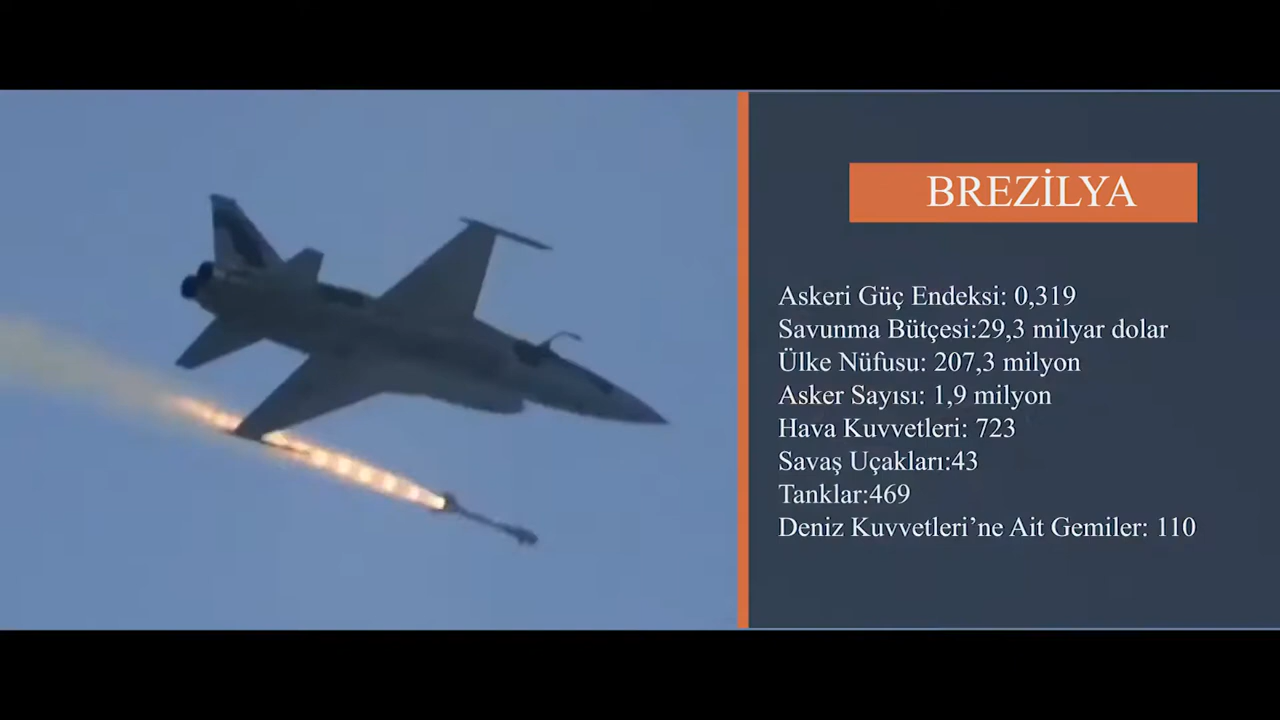 BREZİLYA
Askeri Güç Endeksi: 0,319
Savunma Bütçesi:29,3 milyar dolar
Ülke Nüfusu: 207,3 milyon
Asker Sayısı: 1,9 milyon
Hava Kuvvetleri: 723
Savaş Uçakları:43
Tanklar:469
Deniz Kuvvetleri’ne Ait Gemiler: 110